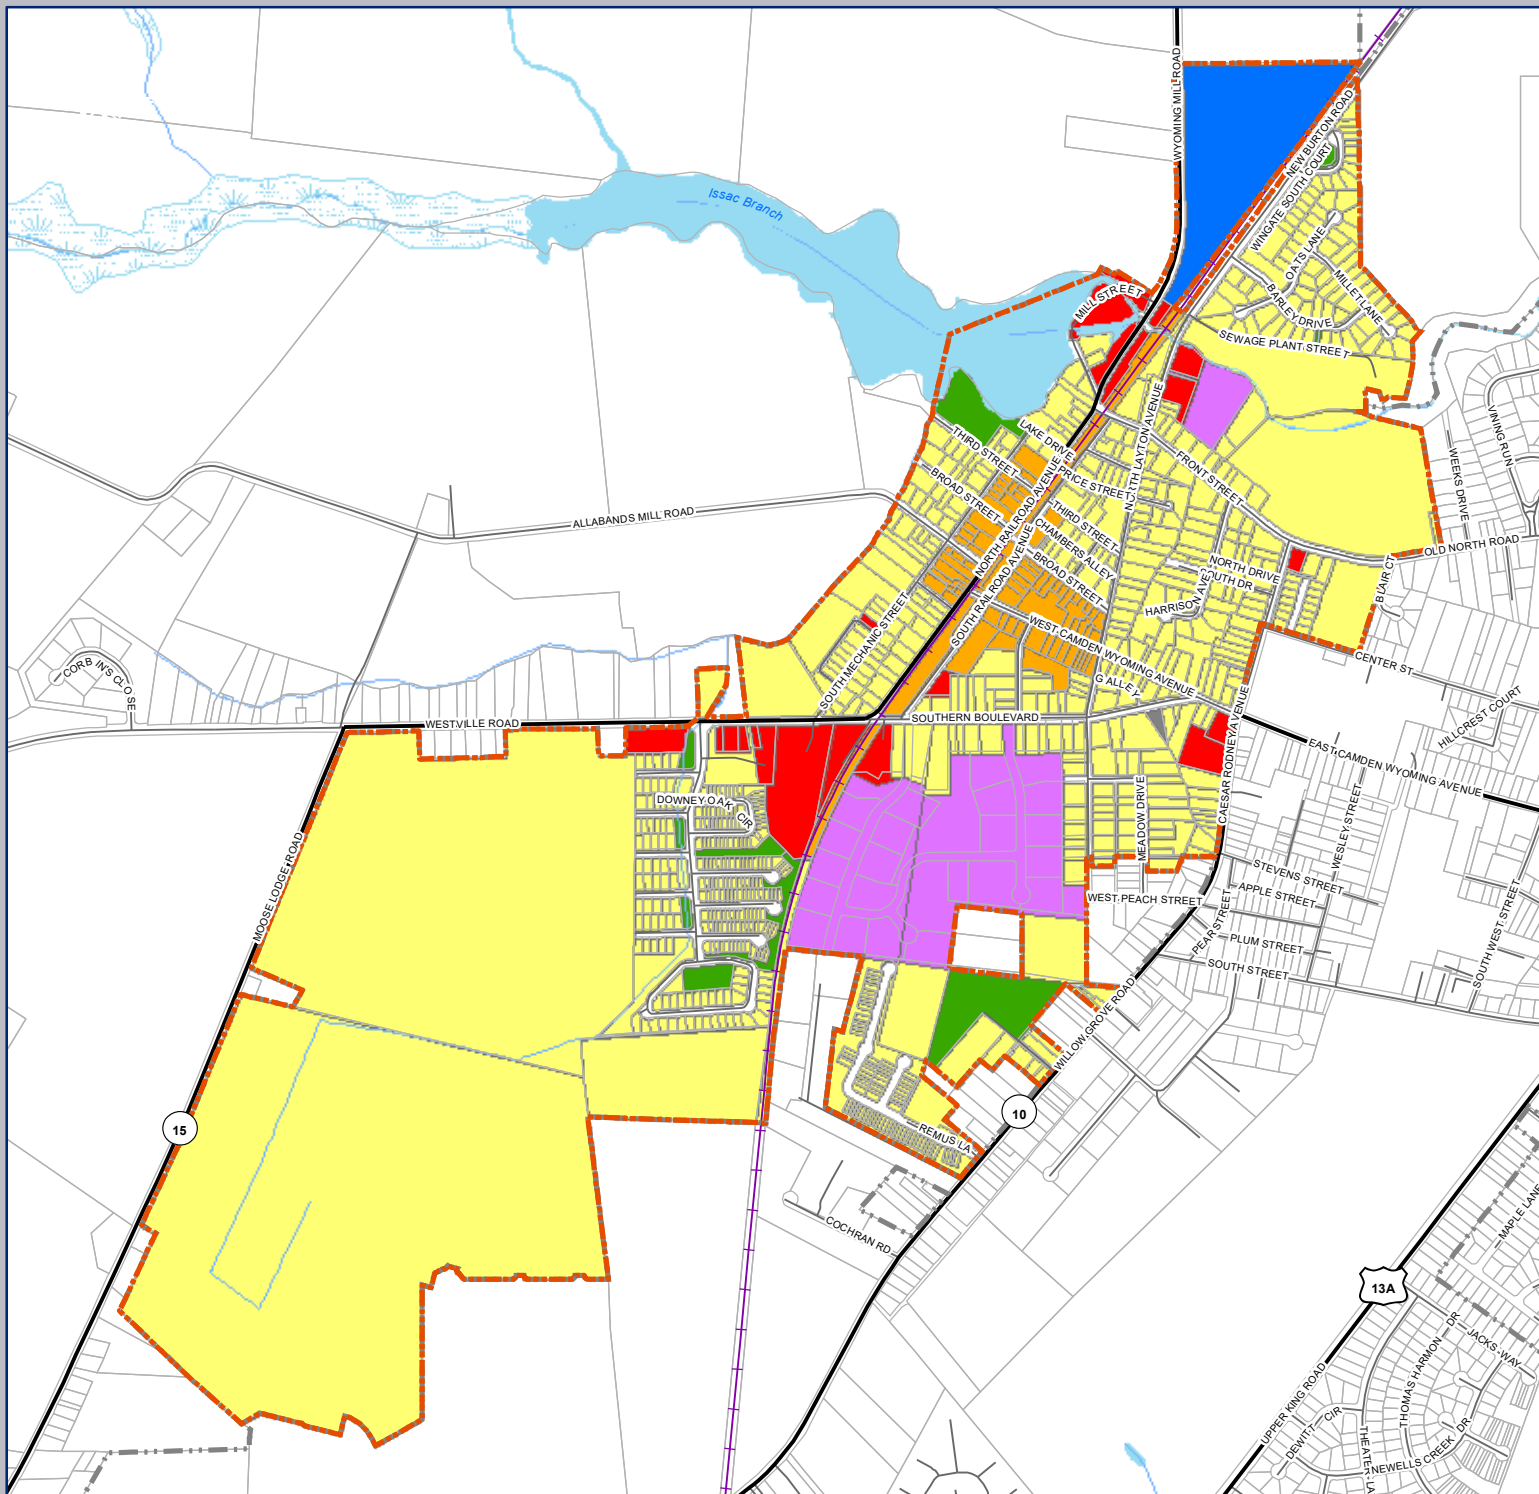 WYOMING MILL ROAD
NEW BURTON ROAD
WINGATE SOUTH COURT
Issac Branch
OATS LANE
MILLET LANE
BARLEY DRIVE
MILL STREET
SEWAGE PLANT STREET
VINING RUN
WEEKS DRIVE
NORTH LAYTON AVENUE
LAKE DRIVE
THIRD STREET
PRICE STREET
FRONT STREET
BROAD STREET
NORTH RAILROAD AVENUE
THIRD STREET
CHAMBERS ALLEY
ALLABANDS MILL ROAD
OLD NORTH ROAD
SOUTH RAILROAD AVENUE
BROAD STREET
NORTH DRIVE
SOUTH DR
BLAIR CT
HARRISON AVE
SOUTH MECHANIC STREET
WEST CAMDEN WYOMING AVENUE
CENTER ST
CORBIN'S CLOSE
G ALLEY
HILLCREST COURT
WESTVILLE ROAD
SOUTHERN BOULEVARD
CAESAR RODNEY AVENUE
EAST CAMDEN WYOMING AVENUE
DOWNEY OAK CIR
MEADOW DRIVE
WESLEY STREET
MOOSE LODGE ROAD
STEVENS STREET
APPLE STREET
WEST PEACH STREET
PEAR STREET
PLUM STREET
SOUTH STREET
SOUTH WEST STREET
WILLOW GROVE ROAD
15
10
REMUS LA
COCHRAN RD
MAPLE LANE
13A
JACKS WAY
THOMAS HARMON DR
UPPER KING ROAD
DEWITT CIR
THEATER LA
NEWELLS CREEK DR